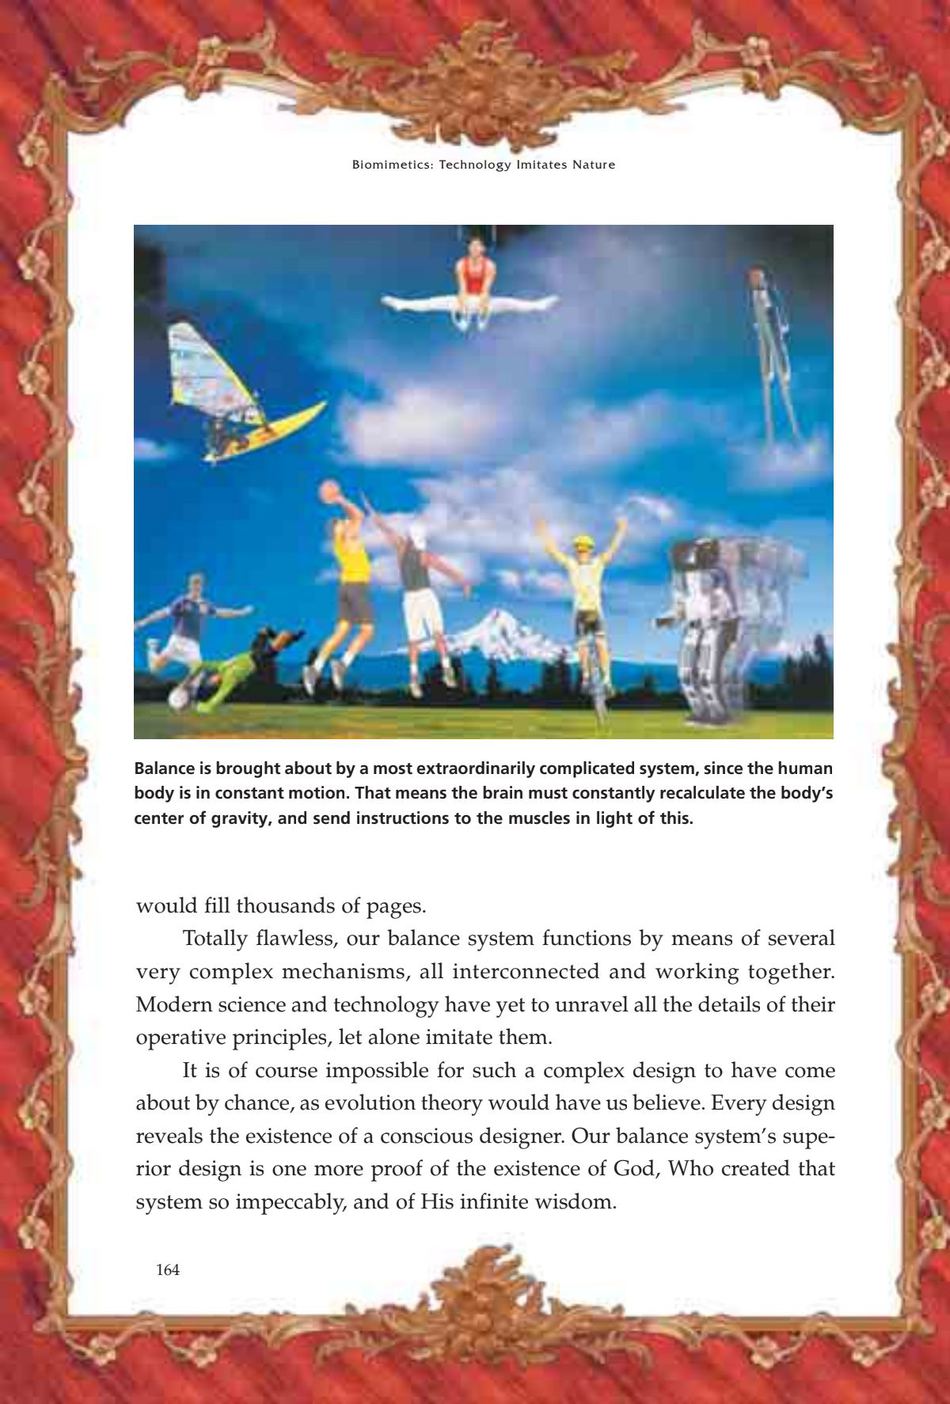 Biomimetics: Technology Imitates Nature
Balance is brought about by a most extraordinarily complicated system, since the human
body is in constant motion. That means the brain must constantly recalculate the body's
center of gravity, and send instructions to the muscles in light of this.
would fill thousands of pages.
Totally flawless, our balance system functions by means of several
very complex mechanisms, all interconnected and working together.
Modern science and technology have yet to unravel all the details of their
operative principles, let alone imitate them.
It is of course impossible for such a complex design to have come
about by chance, as evolution theory would have us believe. Every design
reveals the existence of a conscious designer. Our balance system's supe-
rior design is one more proof of the existence of God, Who created that
system so impeccably, and of His infinite wisdom.
164